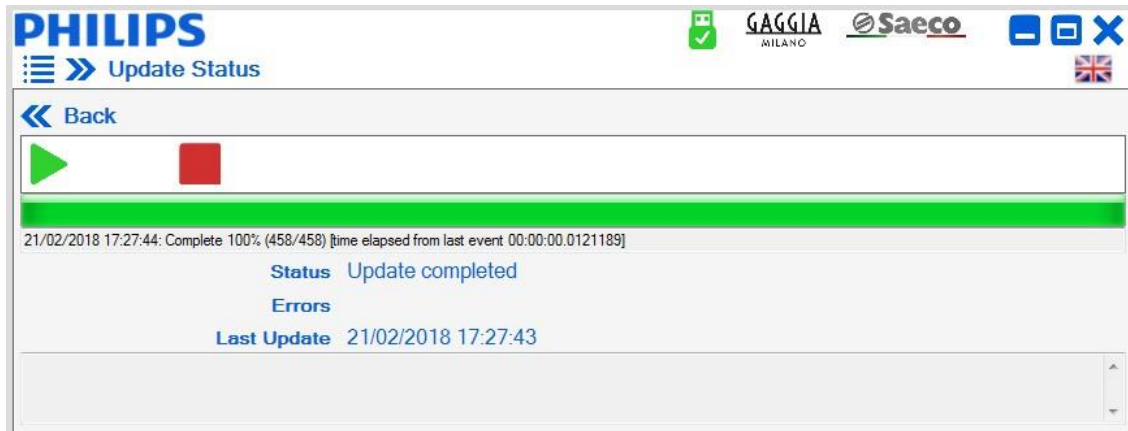 PHILIPS
GAGGIA
MILANO
Saeco
Update Status
Back
21/02/2018 17:27:44: Complete 100% (458/458) [time elapsed from last event 00:00:00.0121189]
Status Update completed
Errors
Last Update 21/02/2018 17:27:43